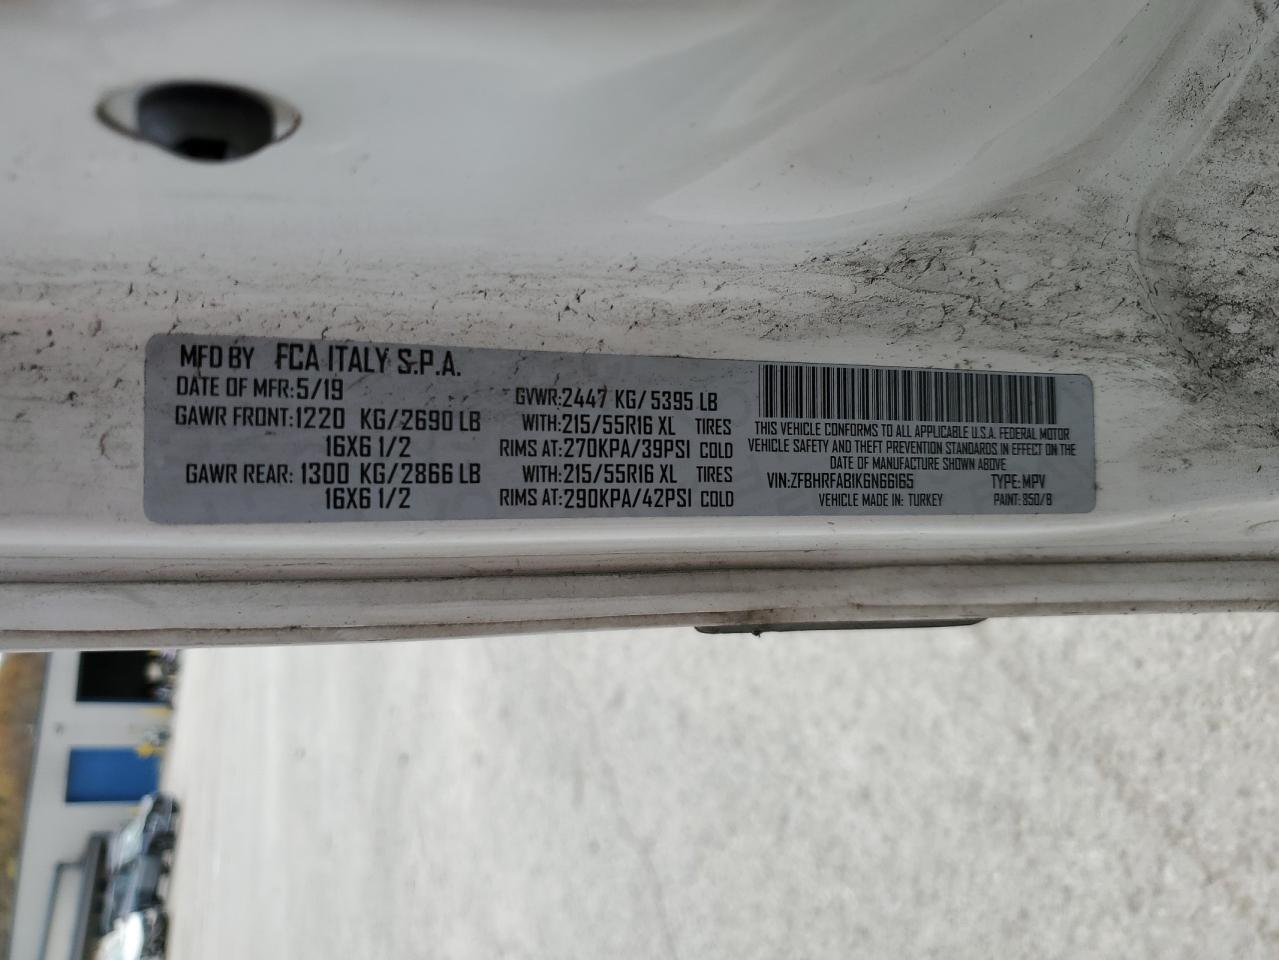 MFD BY FCA ITALY S.P.A.
DATE OF MFR: 5/19
GAWR FRONT: 1220 KG/2690 LB
16X6 1/2
GAWR REAR: 1300 KG/2866 LB
16X6 1/2
GVWR: 2447 KG/ 5395 LB
WITH: 215/55R16 XL TIRES
RIMS AT: 270KPA/39PSI COLD
WITH: 215/55R16 XL TIRES
RIMS AT: 290KPA/42PSI COLD
THIS VEHICLE CONFORMS TO ALL APPLICABLE U.S.A. FEDERAL MOTOR
VEHICLE SAFETY AND THEFT PREVENTION STANDARDS IN EFFECT ON THE
DATE OF MANUFACTURE SHOWN ABOVE
VIN: ZFBHRFAB1K6N66165 TYPE: MPV
VEHICLE MADE IN: TURKEY PAINT: 850/B